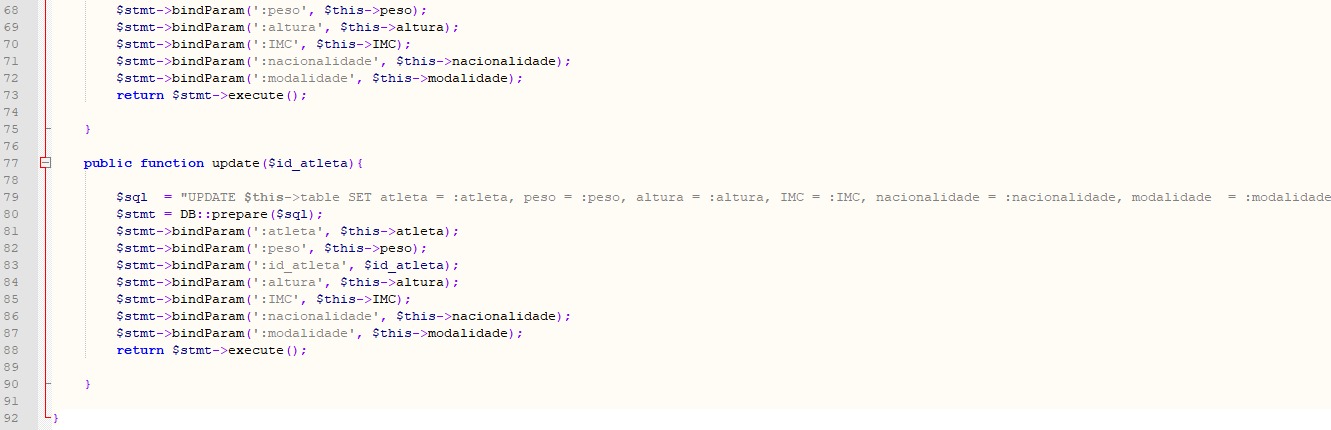 68 $stmt->bindParam(':peso', $this->peso);
69 $stmt->bindParam(':altura', $this->altura);
70 $stmt->bindParam(':IMC', $this->IMC);
71 $stmt->bindParam(':nacionalidade', $this->nacionalidade);
72 $stmt->bindParam(':modalidade', $this->modalidade);
73 return $stmt->execute();
74
75 }
76
77 public function update($id_atleta){
78
79 $sql  = "UPDATE $this->table SET atleta = :atleta, peso = :peso, altura = :altura, IMC = :IMC, nacionalidade = :nacionalidade, modalidade  = :modalidade
80 $stmt = DB::prepare($sql);
81 $stmt->bindParam(':atleta', $this->atleta);
82 $stmt->bindParam(':peso', $this->peso);
83 $stmt->bindParam(':id_atleta', $id_atleta);
84 $stmt->bindParam(':altura', $this->altura);
85 $stmt->bindParam(':IMC', $this->IMC);
86 $stmt->bindParam(':nacionalidade', $this->nacionalidade);
87 $stmt->bindParam(':modalidade', $this->modalidade);
88 return $stmt->execute();
89
90 }
91
92 }